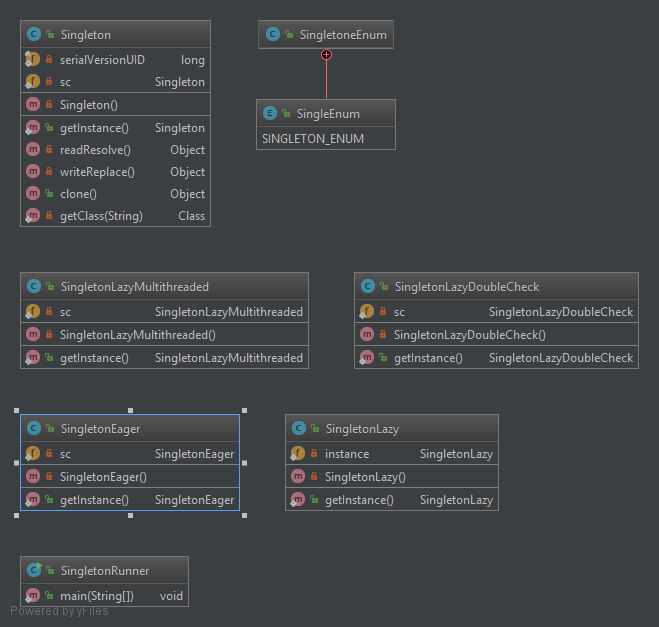 Singleton
serialVersionUID long
sc Singleton
Singleton()
getInstance() Singleton
readResolve() Object
writeReplace() Object
clone() Object
getClass(String) Class
SingletoneEnum
SingleEnum
SINGLETON_ENUM
SingletonLazyMultithreaded
sc SingletonLazyMultithreaded
SingletonLazyMultithreaded()
getInstance() SingletonLazyMultithreaded
SingletonLazyDoubleCheck
sc SingletonLazyDoubleCheck
SingletonLazyDoubleCheck()
getInstance() SingletonLazyDoubleCheck
SingletonEager
sc SingletonEager
SingletonEager()
getInstance() SingletonEager
SingletonLazy
instance SingletonLazy
SingletonLazy()
getInstance() SingletonLazy
SingletonRunner
main(String[]) void
Powered by yFiles